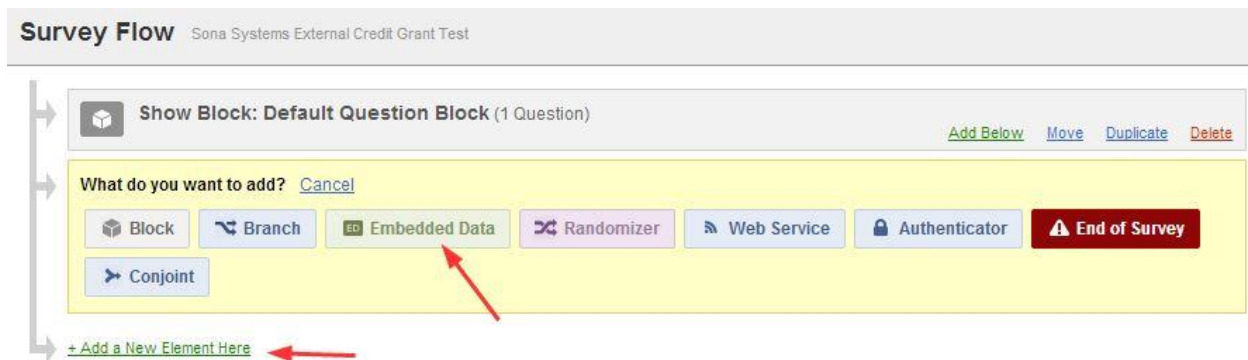 Survey Flow Sona Systems External Credit Grant Test
Show Block: Default Question Block (1 Question)
Add Below Move Duplicate Delete
What do you want to add? Cancel
Block Branch ED Embedded Data Randomizer Web Service Authenticator End of Survey
Conjoint
+ Add a New Element Here